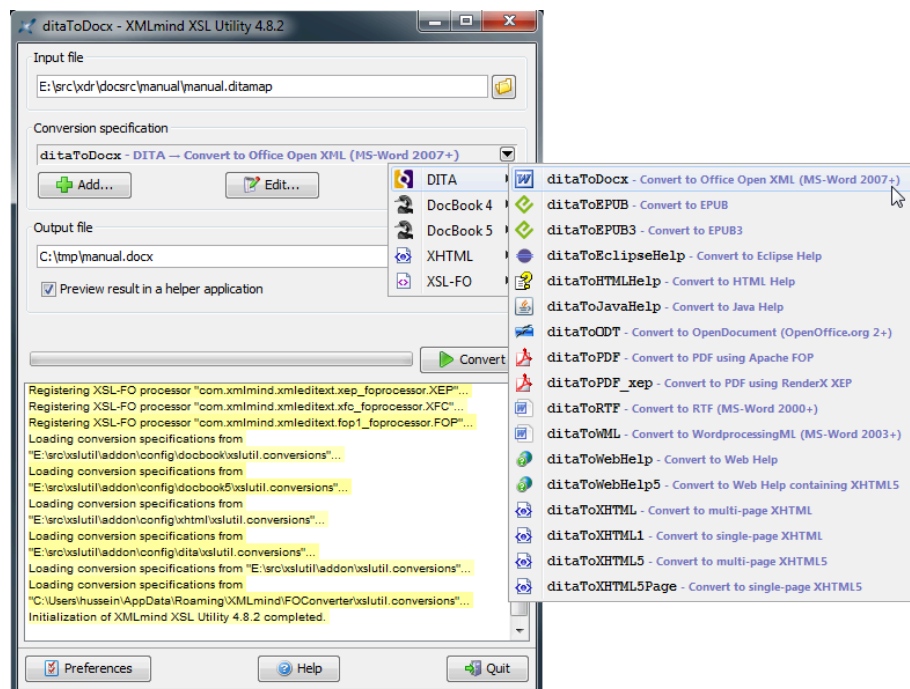 ditaToDocx - XMLmind XSL Utility 4.8.2
Input file
E:\src\xdr\docsrc\manual\manual.ditamap
Conversion specification
ditaToDocx - DITA → Convert to Office Open XML (MS-Word 2007+)
Add...
Edit...
Output file
C:\tmp\manual.docx
Preview result in a helper application
Convert
DITA
DocBook 4
DocBook 5
XHTML
XSL-FO
ditaToDocx - Convert to Office Open XML (MS-Word 2007+)
ditaToEPUB - Convert to EPUB
ditaToEPUB3 - Convert to EPUB3
ditaToEclipseHelp - Convert to Eclipse Help
ditaToHTMLHelp - Convert to HTML Help
ditaToJavaHelp - Convert to Java Help
ditaToODT - Convert to OpenDocument (OpenOffice.org 2+)
ditaToPDF - Convert to PDF using Apache FOP
ditaToPDF_xep - Convert to PDF using RenderX XEP
ditaToRTF - Convert to RTF (MS-Word 2000+)
ditaToWML - Convert to WordprocessingML (MS-Word 2003+)
ditaToWebHelp - Convert to Web Help
ditaToWebHelp5 - Convert to Web Help containing XHTML5
ditaToXHTML - Convert to multi-page XHTML
ditaToXHTML1 - Convert to single-page XHTML
ditaToXHTML5 - Convert to multi-page XHTML5
ditaToXHTML5Page - Convert to single-page XHTML5
Registering XSL-FO processor "com.xmlmind.xmleditext.xep_foprocessor.XEP"...
Registering XSL-FO processor "com.xmlmind.xmleditext.xfc_foprocessor.XFC"...
Registering XSL-FO processor "com.xmlmind.xmleditext.fop1_foprocessor.FOP"...
Loading conversion specifications from
"E:\src\xslutil\addon\config\docbook\xslutil.conversions"...
Loading conversion specifications from
"E:\src\xslutil\addon\config\docbook5\xslutil.conversions"...
Loading conversion specifications from
"E:\src\xslutil\addon\config\xhtml\xslutil.conversions"...
Loading conversion specifications from
"E:\src\xslutil\addon\config\dita\xslutil.conversions"...
Loading conversion specifications from "E:\src\xslutil\addon\xslutil.conversions"...
Loading conversion specifications from
"C:\Users\hussein\AppData\Roaming\XMLmind\FOConverter\xslutil.conversions"...
Initialization of XMLmind XSL Utility 4.8.2 completed.
Preferences
Help
Quit